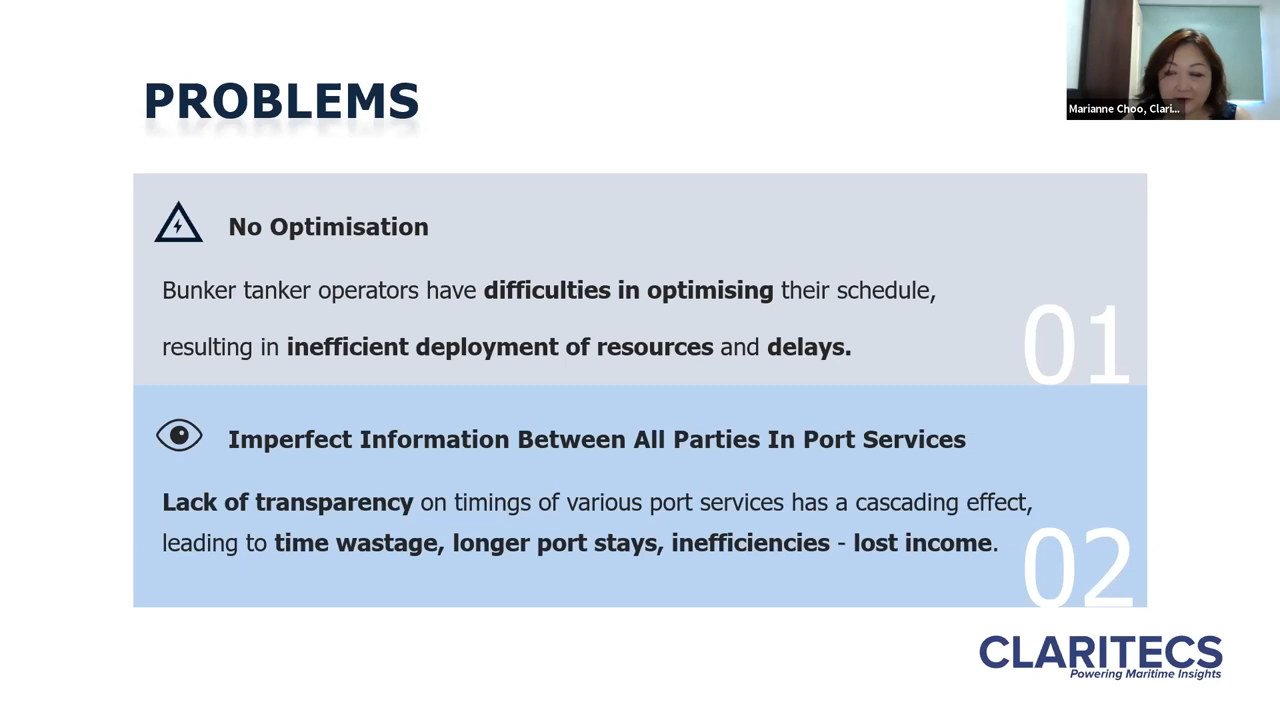 PROBLEMS
Marianne Choo, Clari...
No Optimisation
Bunker tanker operators have difficulties in optimising their schedule,
resulting in inefficient deployment of resources and delays.
01
Imperfect Information Between All Parties In Port Services
Lack of transparency on timings of various port services has a cascading effect,
leading to time wastage, longer port stays, inefficiencies - lost income.
02
CLARITECS
Powering Maritime Insights